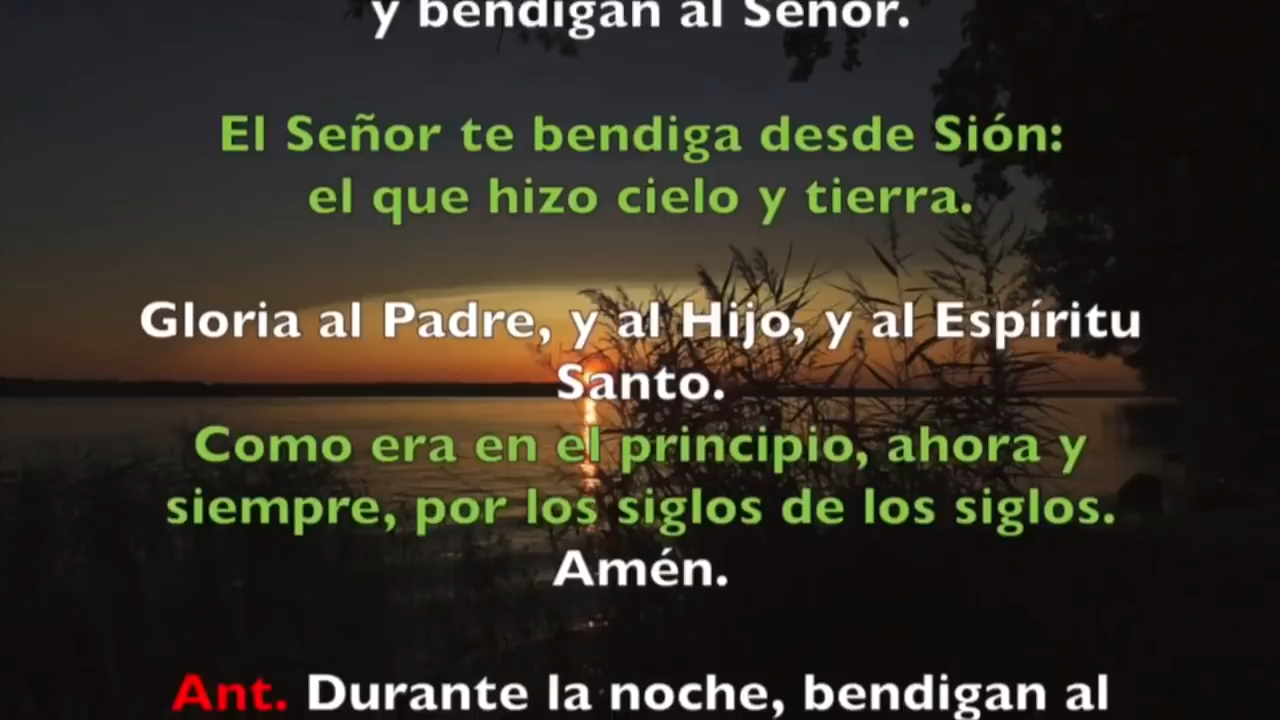 y bendigan al Señor.
El Señor te bendiga desde Sión:
el que hizo cielo y tierra.
Gloria al Padre, y al Hijo, y al Espíritu
Santo.
Como era en el principio, ahora y
siempre, por los siglos de los siglos.
Amén.
Ant. Durante la noche, bendigan al